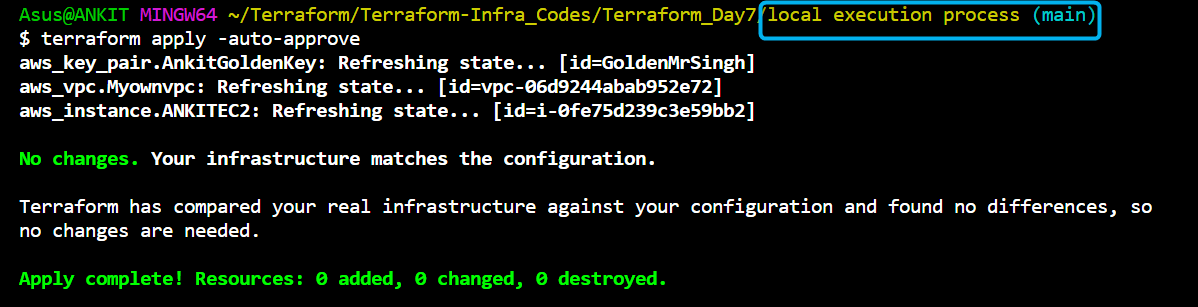 Asus@ANKIT MINGW64 ~/Terraform/Terraform-Infra_Codes/Terraform_Day7/local execution process (main)
$ terraform apply -auto-approve
aws_key_pair.AnkitGoldenKey: Refreshing state... [id=GoldenMrSingh]
aws_vpc.Myownvpc: Refreshing state... [id=vpc-06d9244abab952e72]
aws_instance.ANKITEC2: Refreshing state... [id=i-0fe75d239c3e59bb2]
No changes. Your infrastructure matches the configuration.
Terraform has compared your real infrastructure against your configuration and found no differences, so
no changes are needed.
Apply complete! Resources: 0 added, 0 changed, 0 destroyed.